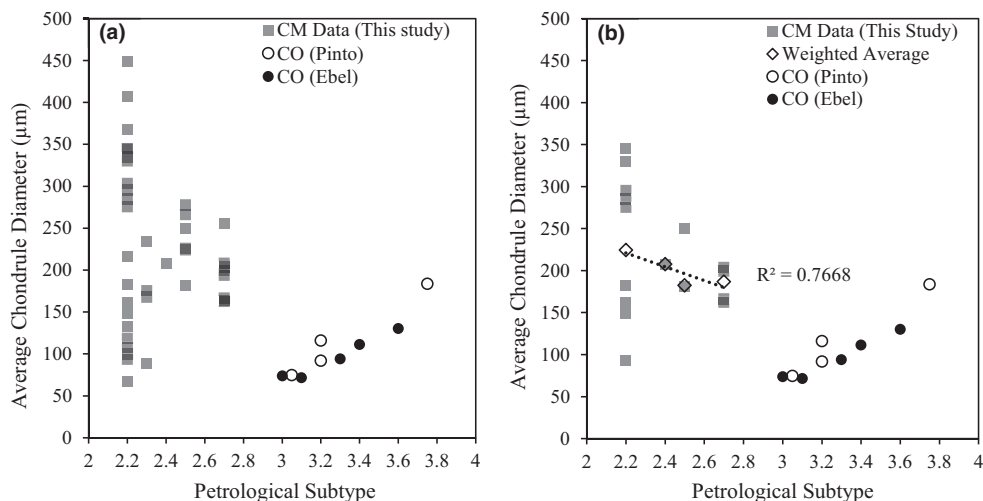 (a)
CM Data (This study)
CO (Pinto)
CO (Ebel)
Average Chondrule Diameter (μm)
500
450
400
350
300
250
200
150
100
50
0
2 2.2 2.4 2.6 2.8 3 3.2 3.4 3.6 3.8 4
Petrological Subtype
(b)
CM Data (This Study)
Weighted Average
CO (Pinto)
CO (Ebel)
R² = 0.7668
Average Chondrule Diameter (μm)
500
450
400
350
300
250
200
150
100
50
0
2 2.2 2.4 2.6 2.8 3 3.2 3.4 3.6 3.8 4
Petrological Subtype